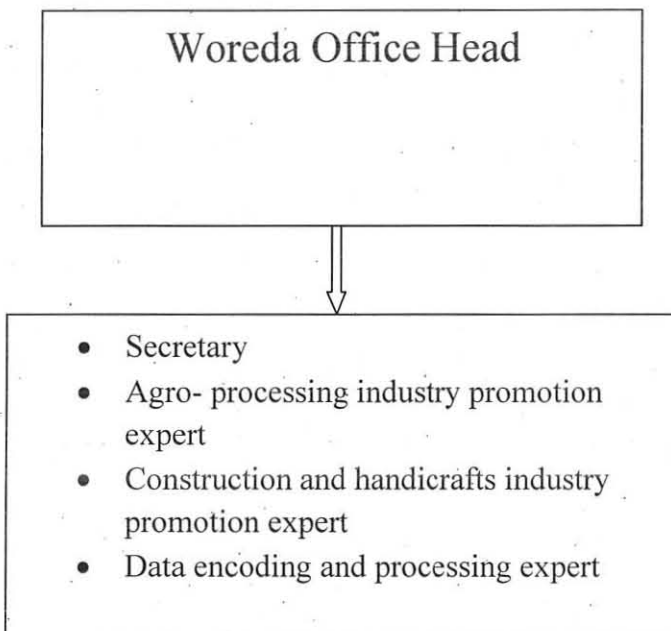 Woreda Office Head
• Secretary
• Agro- processing industry promotion
expert
• Construction and handicrafts industry
promotion expert
• Data encoding and processing expert